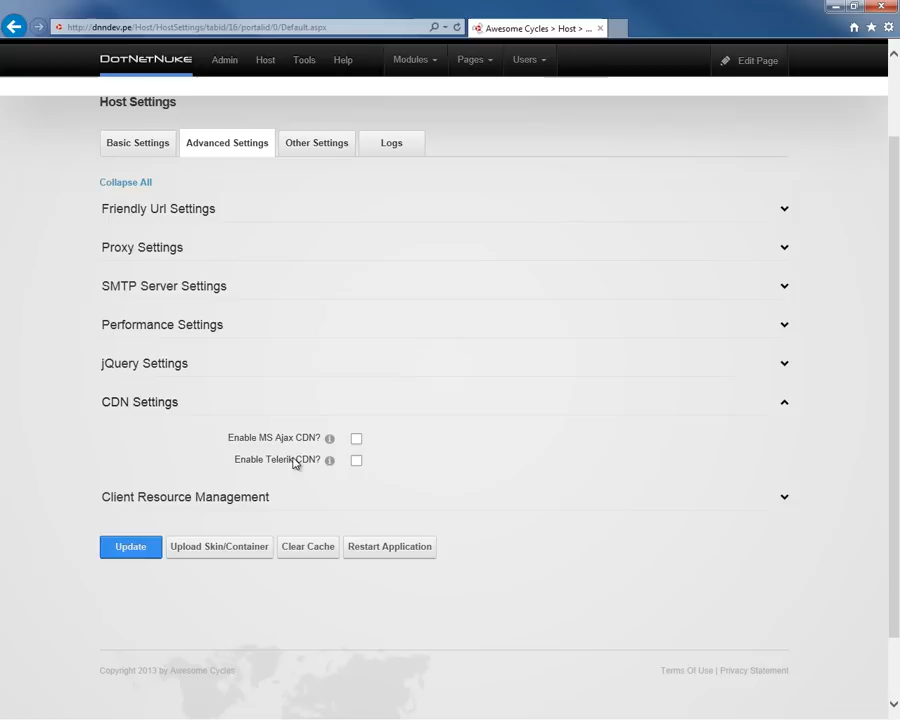 http://dnndev.pe/Host/HostSettings/tabid/16/portalid/0/Default.aspx
Awesome Cycles > Host > ...
DOTNETNUKE Admin Host Tools Help Modules Pages Users Edit Page
Host Settings
Basic Settings Advanced Settings Other Settings Logs
Collapse All
Friendly Url Settings
Proxy Settings
SMTP Server Settings
Performance Settings
jQuery Settings
CDN Settings
Enable MS Ajax CDN?
Enable Telerik CDN?
Client Resource Management
Update Upload Skin/Container Clear Cache Restart Application
Copyright 2013 by Awesome Cycles Terms Of Use | Privacy Statement